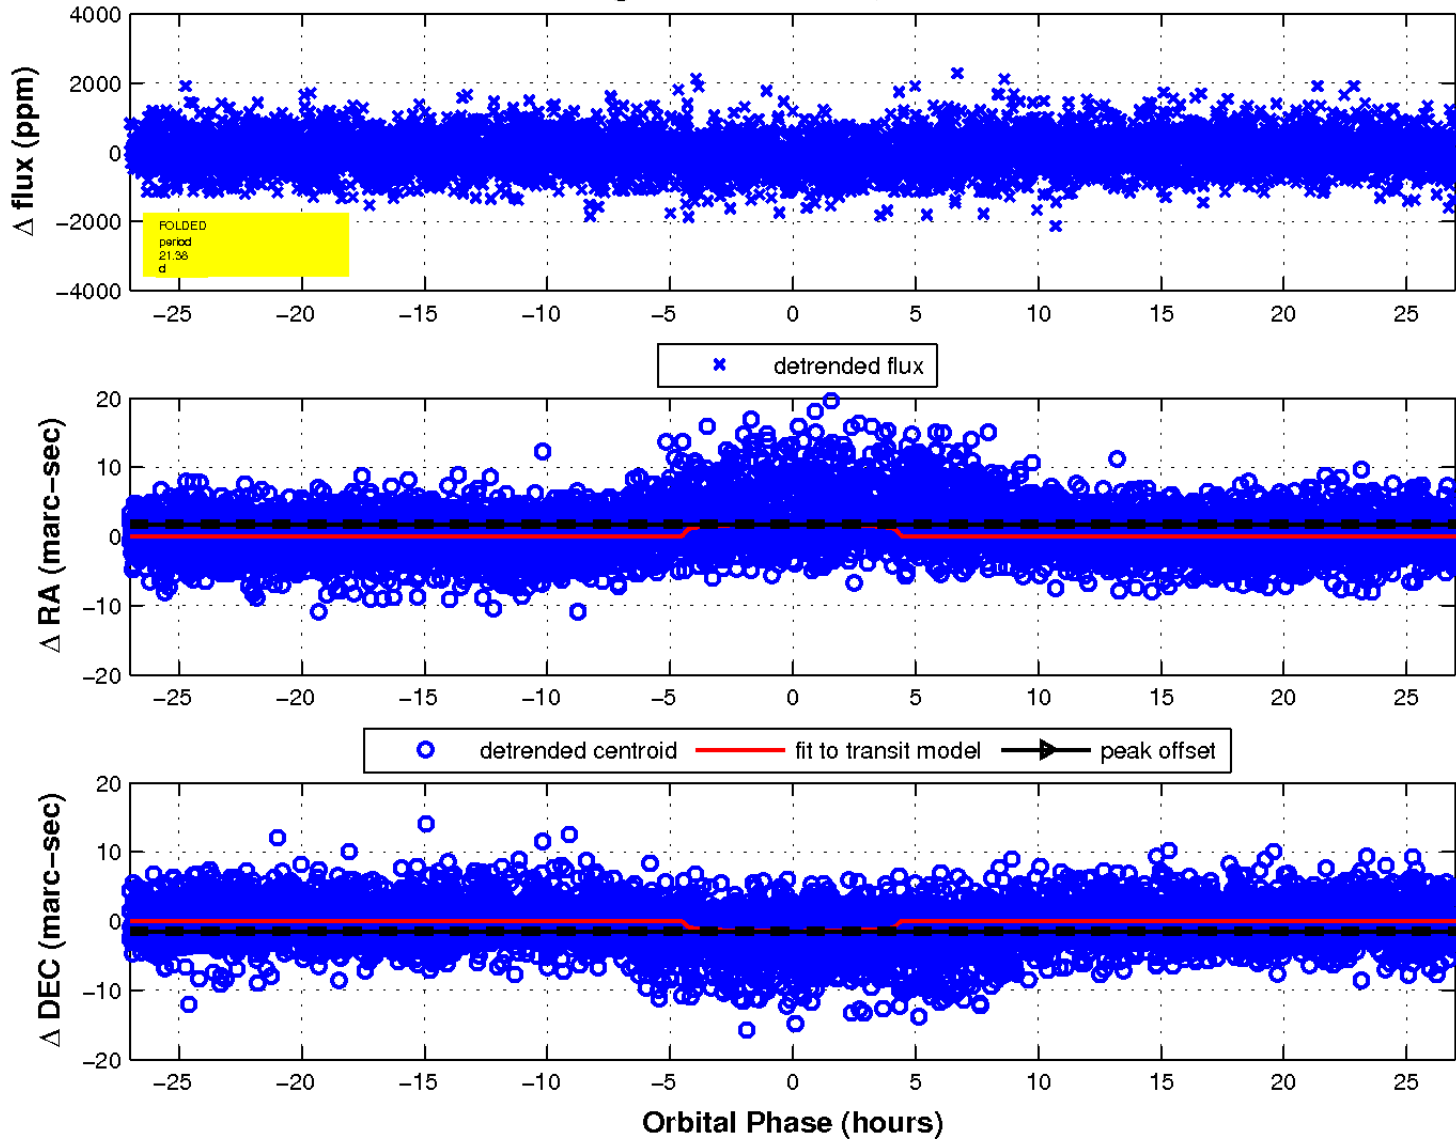 4000
2000
0
−2000
−4000
Δ flux (ppm)
FOLDED
period
21.38
d
−25 −20 −15 −10 −5 0 5 10 15 20 25
detrended flux
20
10
0
−10
−20
Δ RA (marc−sec)
−25 −20 −15 −10 −5 0 5 10 15 20 25
detrended centroid fit to transit model peak offset
20
10
0
−10
−20
Δ DEC (marc−sec)
−25 −20 −15 −10 −5 0 5 10 15 20 25
Orbital Phase (hours)